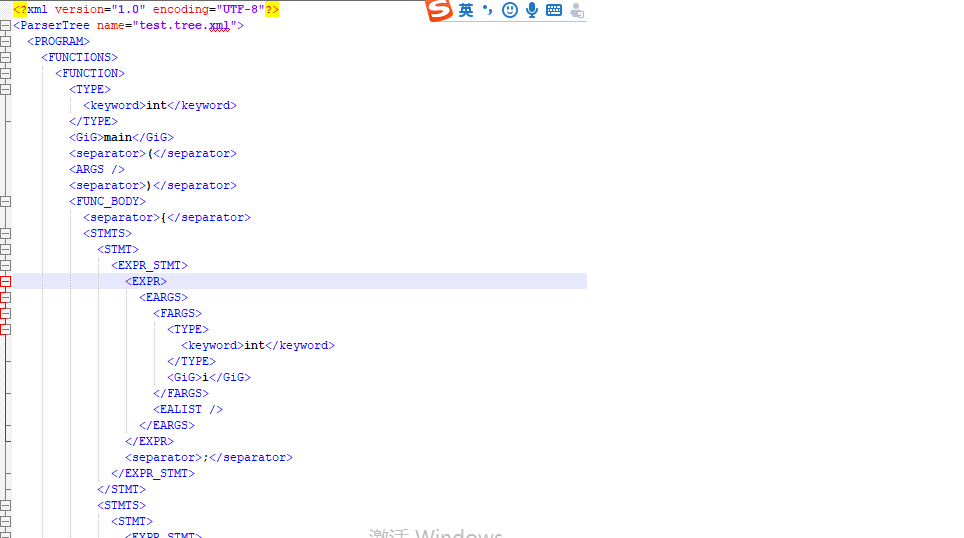 <?xml version="1.0" encoding="UTF-8"?>
S 英
<ParserTree name="test.tree.xml">
<PROGRAM>
<FUNCTIONS>
<FUNCTION>
<TYPE>
<keyword>int</keyword>
</TYPE>
<GiG>main</GiG>
<separator>(</separator>
<ARGS />
<separator>)</separator>
<FUNC_BODY>
<separator>{</separator>
<STMTS>
<STMT>
<EXPR_STMT>
<EXPR>
<EARGS>
<FARGS>
<TYPE>
<keyword>int</keyword>
</TYPE>
<GiG>i</GiG>
</FARGS>
<EALIST />
</EARGS>
</EXPR>
<separator>;</separator>
</EXPR_STMT>
</STMT>
<STMTS>
<STMT>
<EXPR_STMT>
激活 Windows